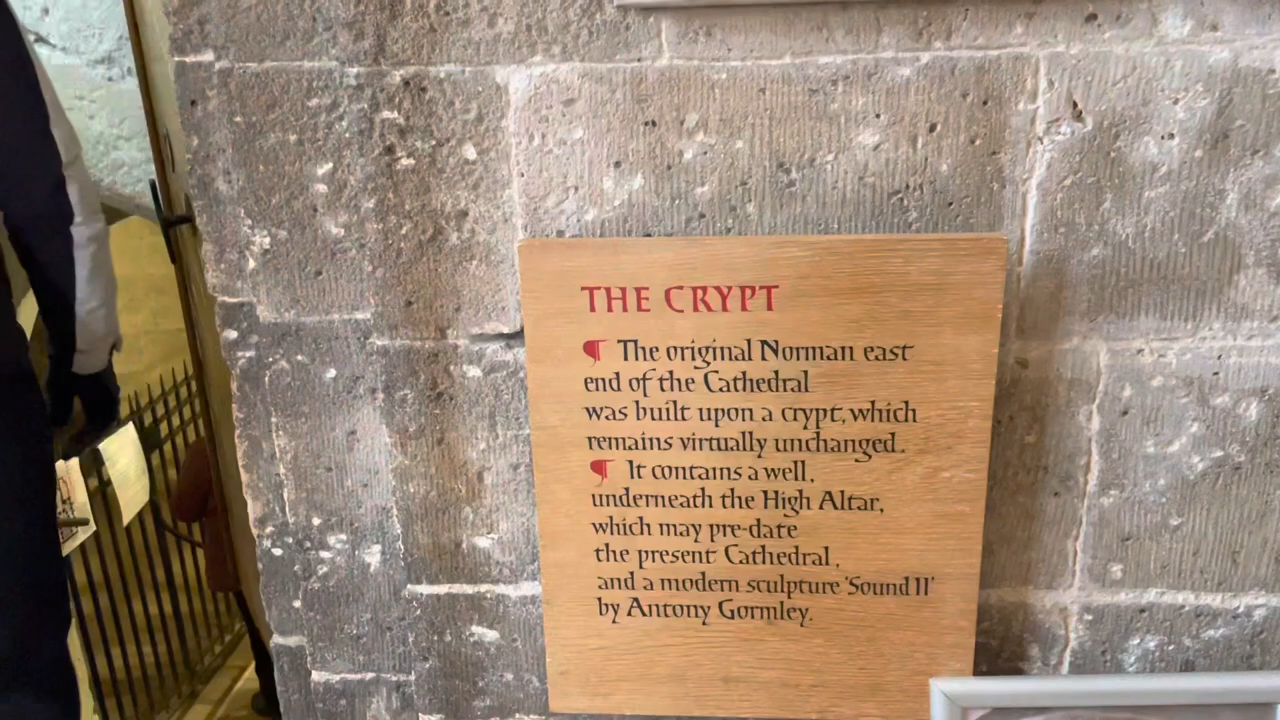 THE CRYPT
¶ The original Norman east
end of the Cathedral
was built upon a crypt, which
remains virtually unchanged.
¶ It contains a well,
underneath the High Altar,
which may pre-date
the present Cathedral,
and a modern sculpture ‘Sound II’
by Antony Gormley.